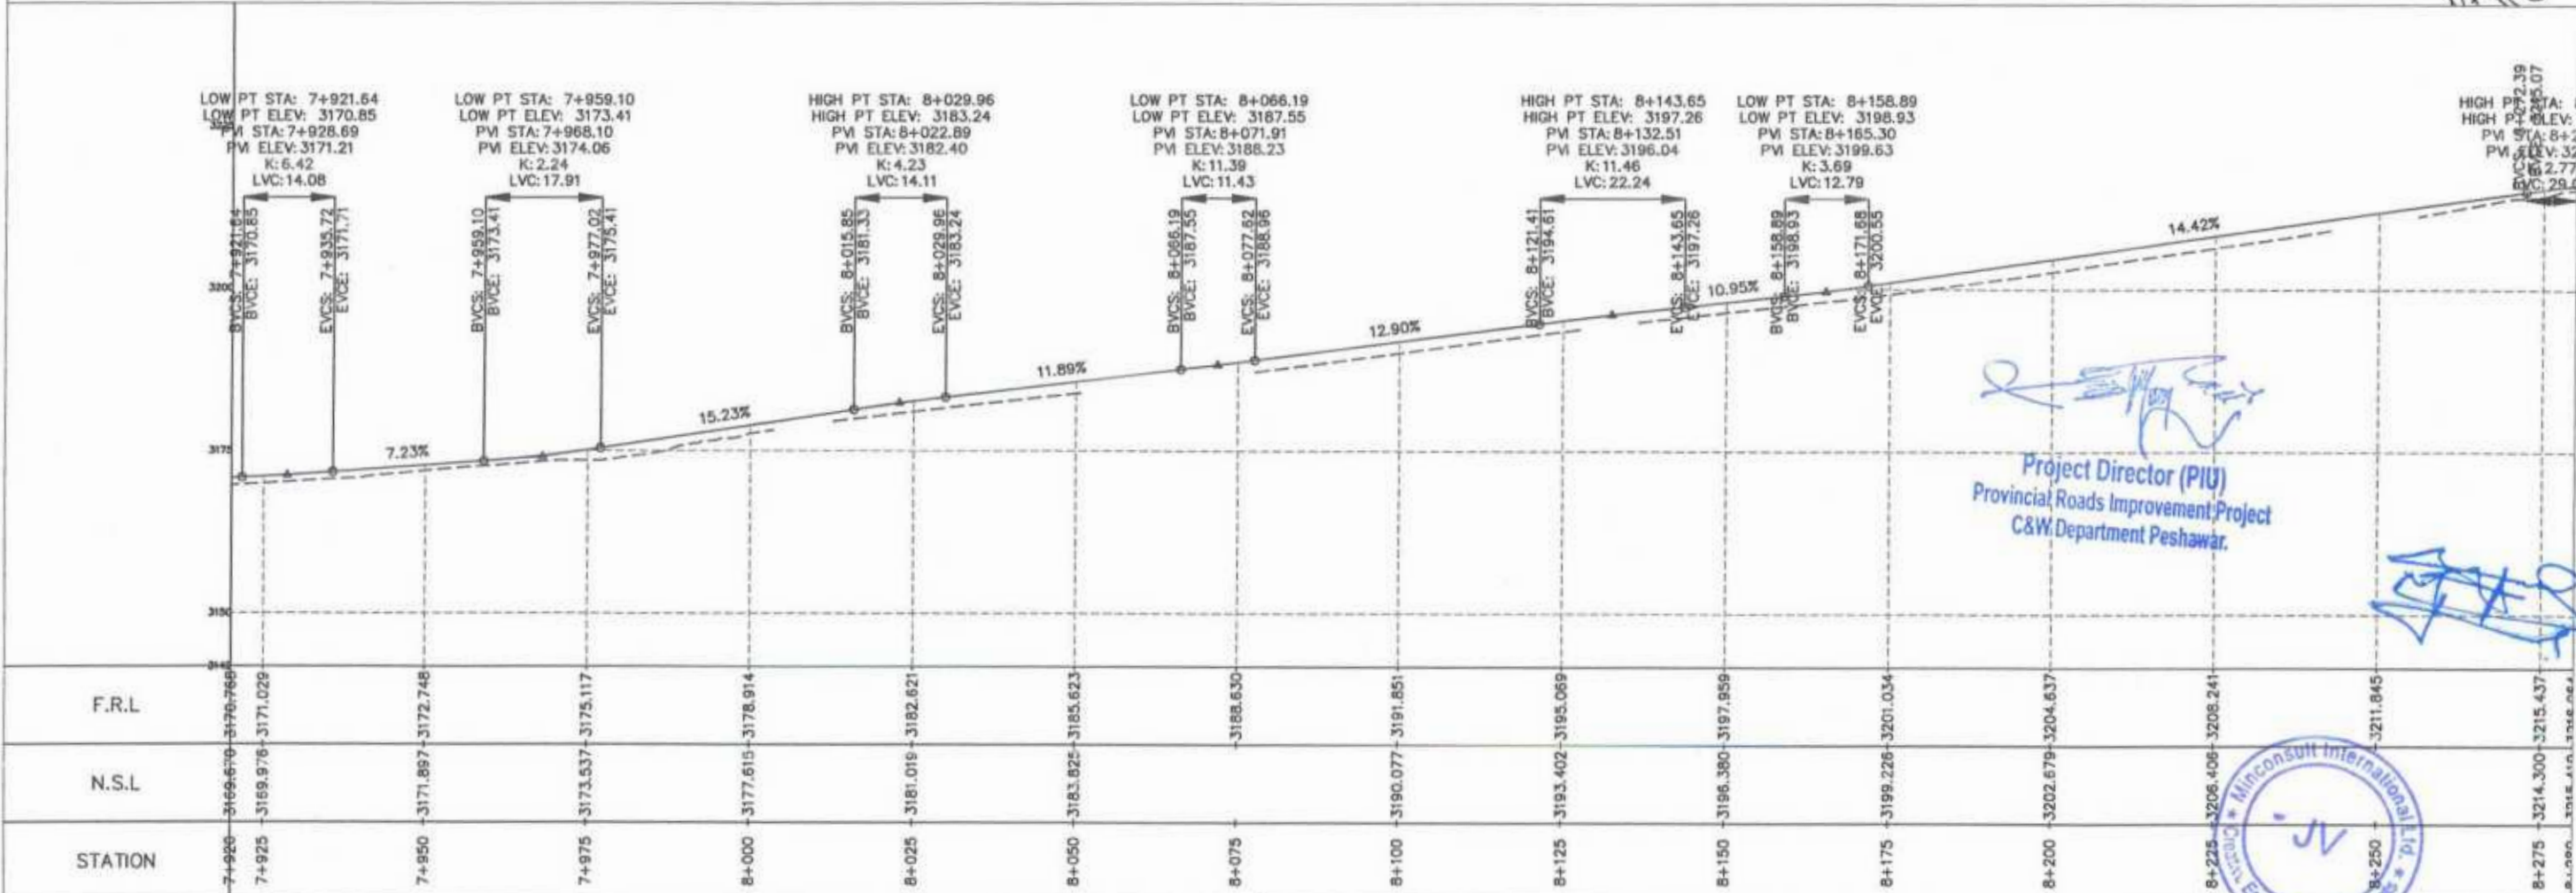 LOW PT STA: 7+921.64
LOW PT ELEV: 3170.85
PVI STA: 7+928.69
PVI ELEV: 3171.21
K: 6.42
LVC: 14.08
BVCS: 7+921.64
BVCE: 3170.85
EVCS: 7+935.72
EVCE: 3171.71
LOW PT STA: 7+959.10
LOW PT ELEV: 3173.41
PVI STA: 7+968.10
PVI ELEV: 3174.06
K: 2.24
LVC: 17.91
BVCS: 7+959.10
BVCE: 3173.41
EVCS: 7+977.02
EVCE: 3175.41
HIGH PT STA: 8+029.96
HIGH PT ELEV: 3183.24
PVI STA: 8+022.89
PVI ELEV: 3182.40
K: 4.23
LVC: 14.11
BVCS: 8+015.85
BVCE: 3181.33
EVCS: 8+029.96
EVCE: 3183.24
LOW PT STA: 8+066.19
LOW PT ELEV: 3187.55
PVI STA: 8+071.91
PVI ELEV: 3188.23
K: 11.39
LVC: 11.43
BVCS: 8+066.19
BVCE: 3187.55
EVCS: 8+077.62
EVCE: 3188.96
HIGH PT STA: 8+143.65
HIGH PT ELEV: 3197.26
PVI STA: 8+132.51
PVI ELEV: 3196.04
K: 11.46
LVC: 22.24
BVCS: 8+121.41
BVCE: 3194.61
EVCS: 8+143.65
EVCE: 3197.26
LOW PT STA: 8+158.89
LOW PT ELEV: 3198.93
PVI STA: 8+165.30
PVI ELEV: 3199.63
K: 3.69
LVC: 12.79
BVCS: 8+158.89
BVCE: 3198.93
EVCS: 8+171.68
EVCE: 3200.55
HIGH PT STA:
HIGH PT ELEV:
7.23%
15.23%
11.89%
12.90%
10.95%
14.42%
3200
3175
3150
Project Director (PIU)
Provincial Roads Improvement Project
C&W Department Peshawar.
F.R.L 3170.768 3171.029 3172.748 3175.117 3178.914 3182.621 3185.623 3188.630 3191.851 3195.069 3197.959 3201.034 3204.637 3208.241 3211.845 3215.437
N.S.L 3169.670 3169.976 3171.897 3173.537 3177.615 3181.019 3183.825 3190.077 3193.402 3196.380 3199.226 3202.679 3206.406 3214.300
STATION 7+920 7+925 7+950 7+975 8+000 8+025 8+050 8+075 8+100 8+125 8+150 8+175 8+200 8+225 8+250 8+275
Minconsult International Ltd.
JV